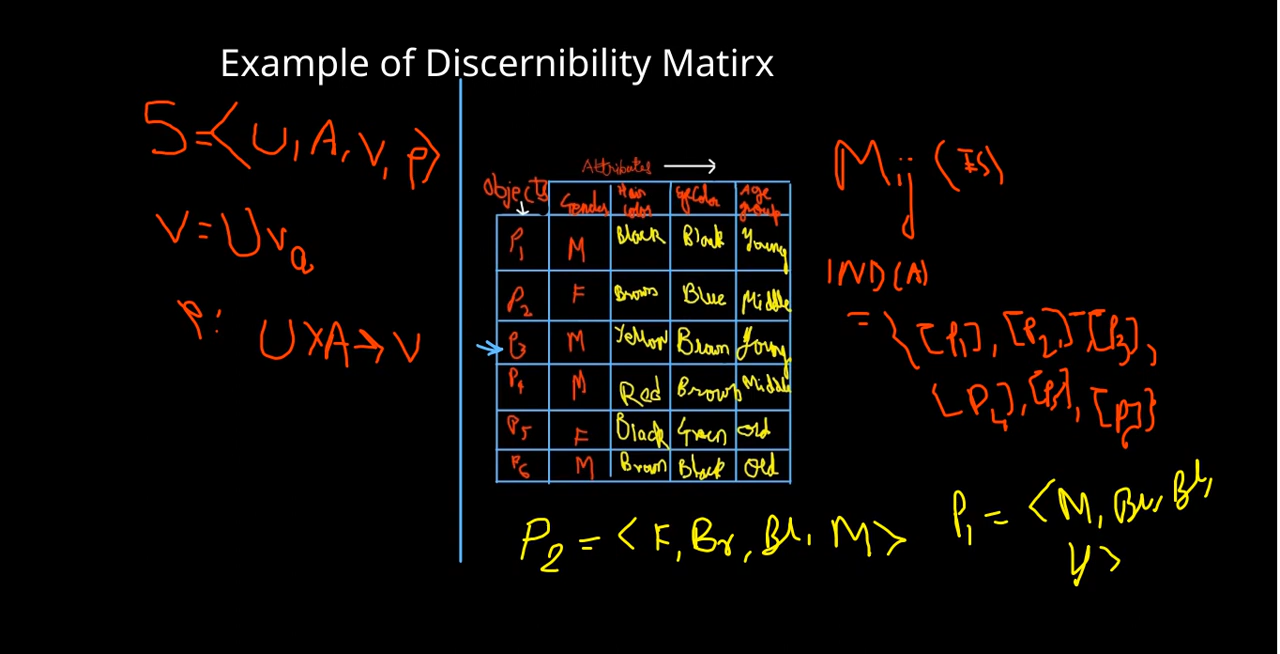 Example of Discernibility Matirx
S=<U, A, V, ρ>
V = ∪Va
ρ: U×A→V
Attributes →
Objects ↓ Gender Hair color EyeColor Age group
P1 M Black Black Young
P2 F Brown Blue Middle
P3 M Yellow Brown Young
P4 M Red Brown Middle
P5 F Black Green Old
P6 M Brown Black Old
Mij (IS)
IND(A)
= {[P1], [P2], [P3],
[P4], [P5], [P6]}
P2 = <F, Br, Bl, M>
P1 = <M, Bl, Bl,
Y>